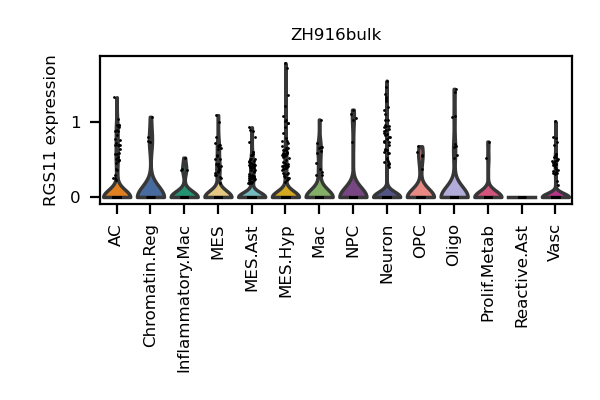 ZH916bulk
RGS11 expression
1
0
AC
Chromatin.Reg
Inflammatory.Mac
MES
MES.Ast
MES.Hyp
Mac
NPC
Neuron
OPC
Oligo
Prolif.Metab
Reactive.Ast
Vasc